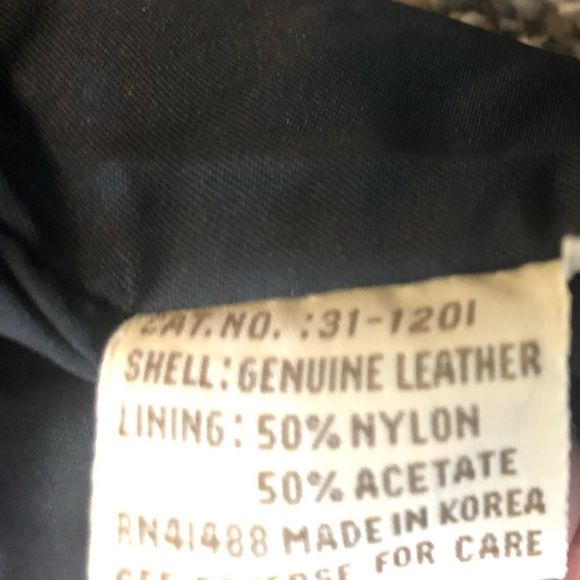 CAT. NO. : 31-1201
SHELL : GENUINE LEATHER
LINING : 50% NYLON
50% ACETATE
RN41488 MADE IN KOREA
FOR CARE